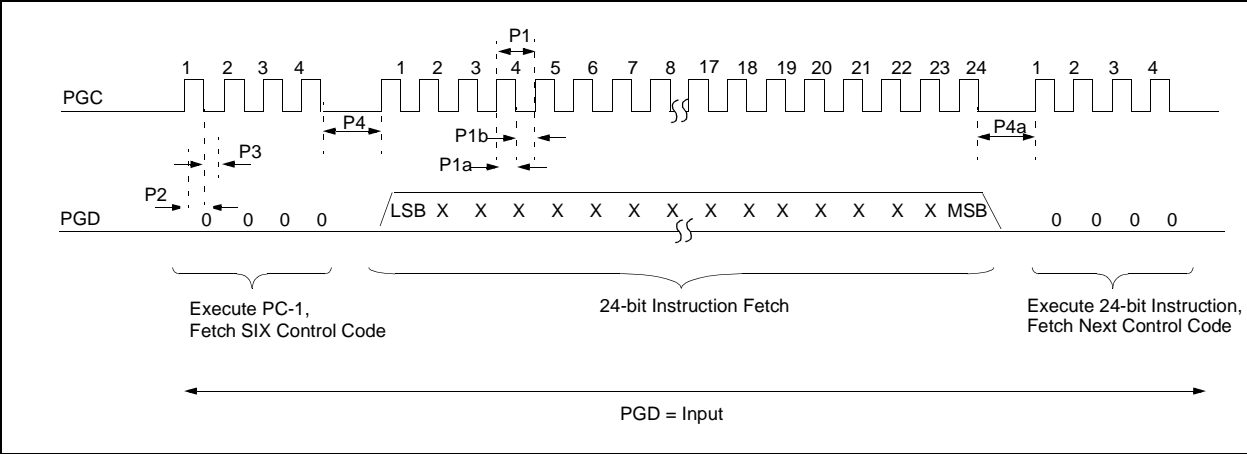 P1
1 2 3 4 1 2 3 4 5 6 7 8 17 18 19 20 21 22 23 24 1 2 3 4
PGC
P4
P4a
P1b
P3
P1a
P2
PGD
0 0 0 0 LSB X X X X X X X X X X X X X X MSB 0 0 0 0
Execute PC-1,
Fetch SIX Control Code
24-bit Instruction Fetch
Execute 24-bit Instruction,
Fetch Next Control Code
PGD = Input